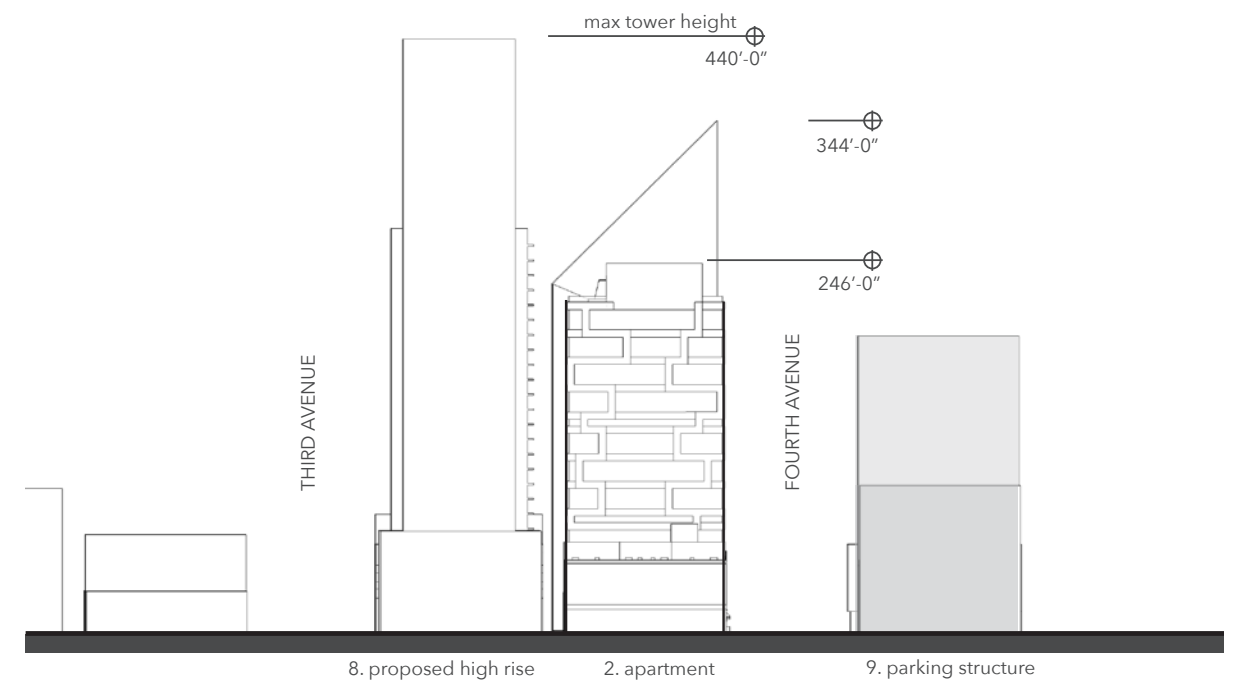 max tower height
440’-0”
344’-0”
246’-0”
THIRD AVENUE
FOURTH AVENUE
8. proposed high rise
2. apartment
9. parking structure